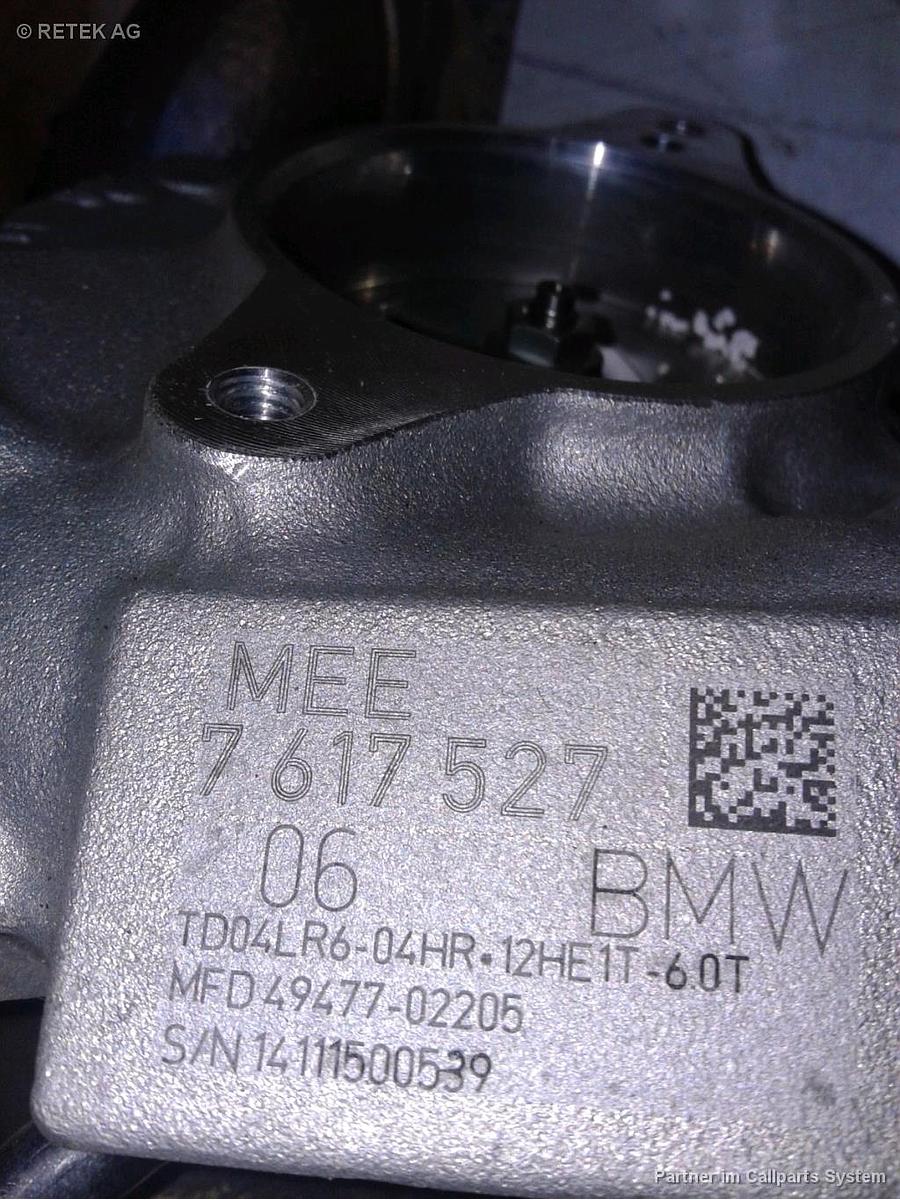 © RETEK AG
MEE
7 617 527
06
BMW
TD04LR6-04HR•12HE1T-6.0T
MFD 49477-02205
S/N 14111500539
Partner im Callparts System